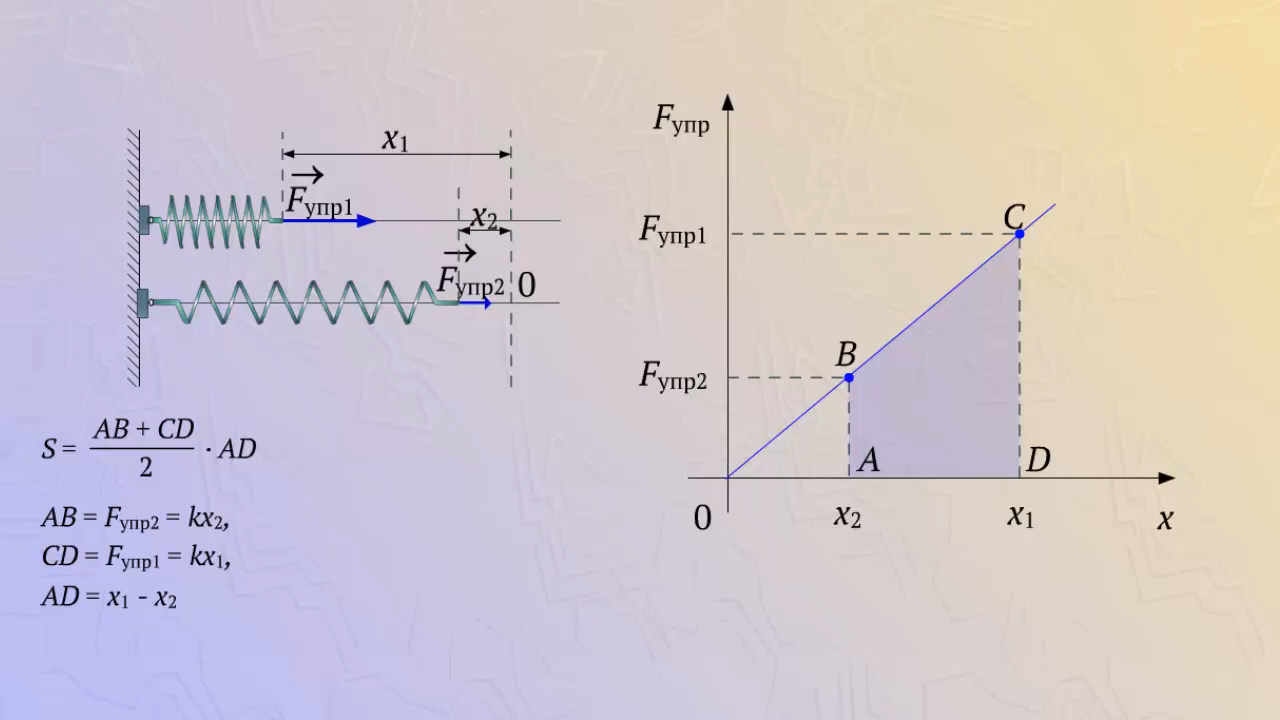 x₁
F⃗упр1
x₂
F⃗упр2
0
S = (AB + CD)/2 · AD
AB = Fупр2 = kx₂,
CD = Fупр1 = kx₁,
AD = x₁ - x₂
Fупр
Fупр1
C
B
Fупр2
A
D
0
x₂
x₁
x